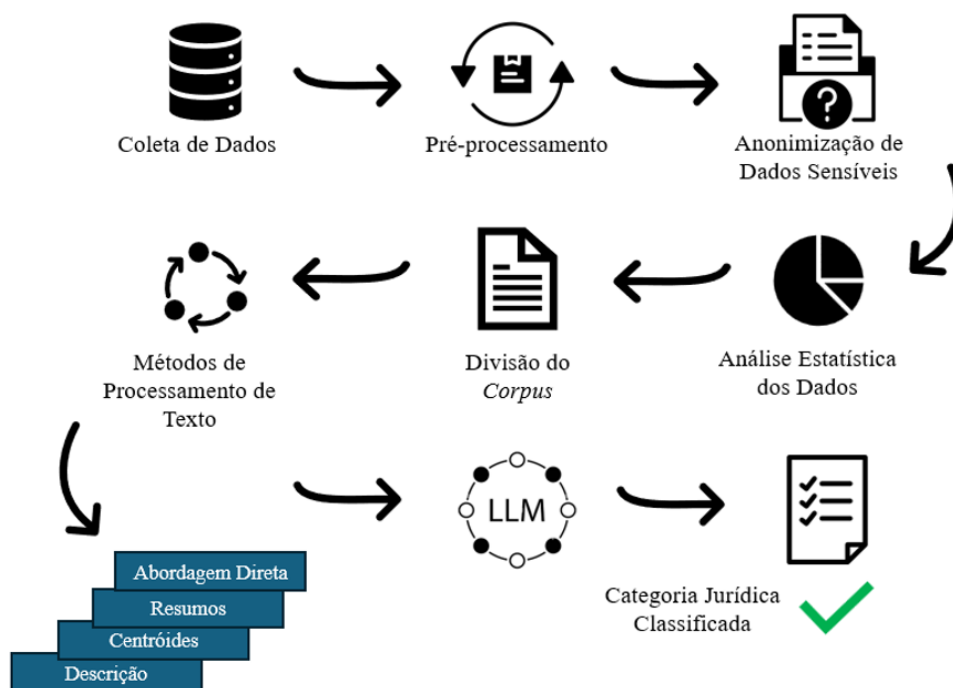 Coleta de Dados
Pré-processamento
Anonimização de
Dados Sensíveis
?
Métodos de
Processamento de
Texto
Divisão do
Corpus
Análise Estatística
dos Dados
LLM
Abordagem Direta
Resumos
Centróides
Descrição
Categoria Jurídica
Classificada